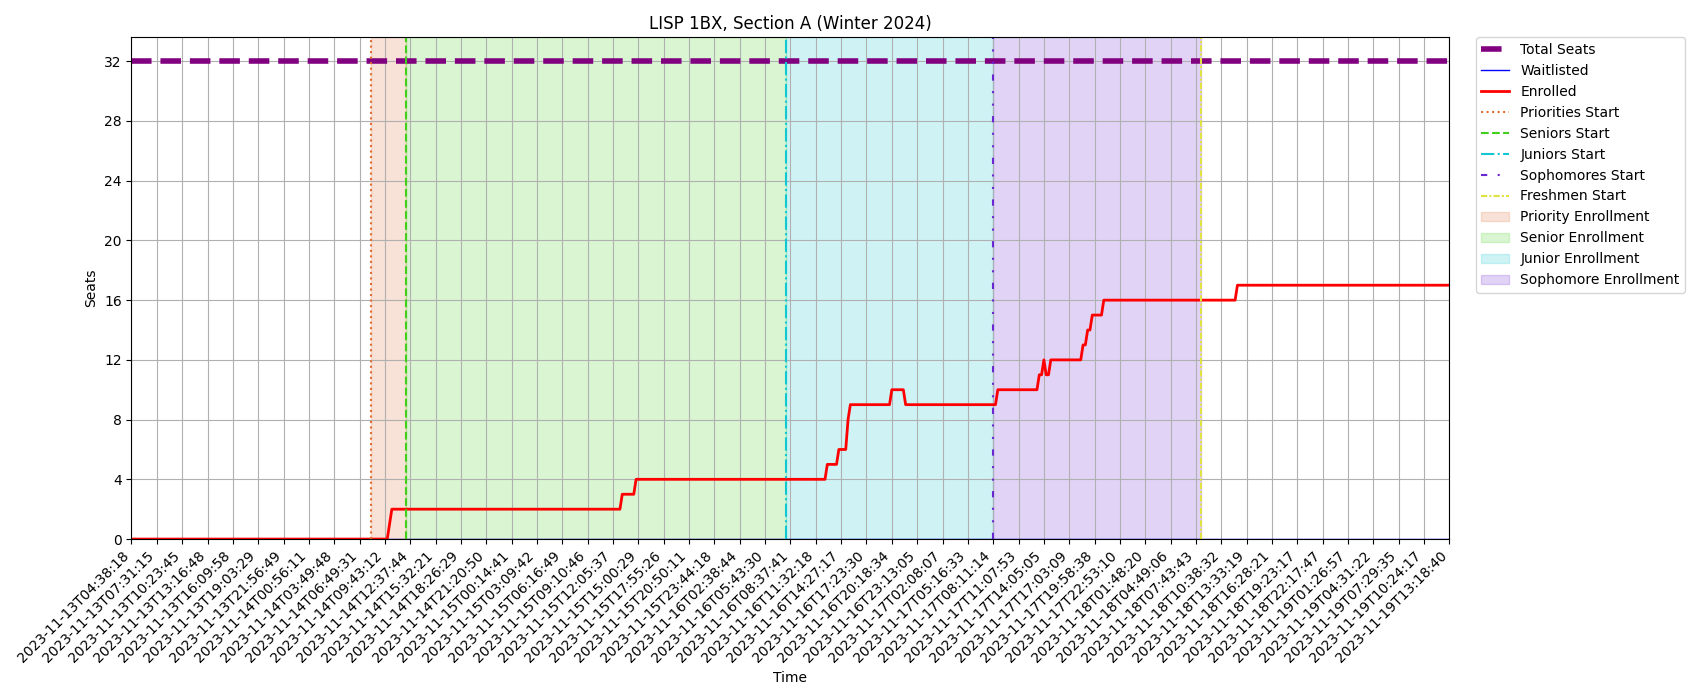 LISP 1BX, Section A (Winter 2024)
Seats
32
28
24
20
16
12
8
4
0
2023-11-13T04:38:18
2023-11-13T07:31:15
2023-11-13T10:23:45
2023-11-13T13:16:48
2023-11-13T16:09:58
2023-11-13T19:03:29
2023-11-13T21:56:49
2023-11-14T00:56:11
2023-11-14T03:49:48
2023-11-14T06:49:31
2023-11-14T09:43:12
2023-11-14T12:37:44
2023-11-14T15:32:21
2023-11-14T18:26:29
2023-11-14T21:20:50
2023-11-15T00:14:41
2023-11-15T03:09:42
2023-11-15T06:16:49
2023-11-15T09:10:46
2023-11-15T12:05:37
2023-11-15T15:00:29
2023-11-15T17:55:26
2023-11-15T20:50:11
2023-11-15T23:44:18
2023-11-16T02:38:44
2023-11-16T05:43:30
2023-11-16T08:37:41
2023-11-16T11:32:18
2023-11-16T14:27:17
2023-11-16T17:23:30
2023-11-16T20:18:34
2023-11-16T23:13:05
2023-11-17T02:08:07
2023-11-17T05:16:33
2023-11-17T08:11:14
2023-11-17T11:07:53
2023-11-17T14:05:05
2023-11-17T17:03:09
2023-11-17T19:58:38
2023-11-17T22:53:10
2023-11-18T01:48:20
2023-11-18T04:49:06
2023-11-18T07:43:43
2023-11-18T10:38:32
2023-11-18T13:33:19
2023-11-18T16:28:21
2023-11-18T19:23:17
2023-11-18T22:17:47
2023-11-19T01:26:57
2023-11-19T04:31:22
2023-11-19T07:29:35
2023-11-19T10:24:17
2023-11-19T13:18:40
Time
Total Seats
Waitlisted
Enrolled
Priorities Start
Seniors Start
Juniors Start
Sophomores Start
Freshmen Start
Priority Enrollment
Senior Enrollment
Junior Enrollment
Sophomore Enrollment